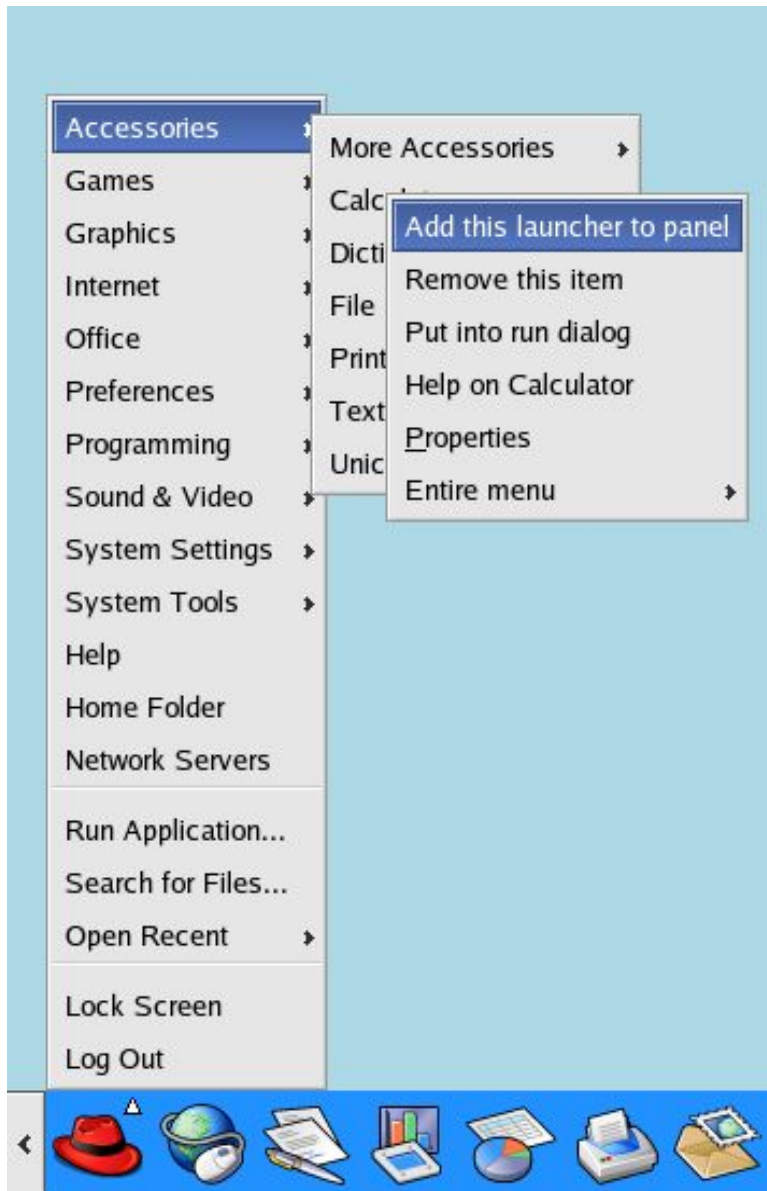 Accessories
Games
Graphics
Internet
Office
Preferences
Programming
Sound & Video
System Settings
System Tools
Help
Home Folder
Network Servers
Run Application...
Search for Files...
Open Recent
Lock Screen
Log Out
More Accessories
File
Add this launcher to panel
Remove this item
Put into run dialog
Help on Calculator
Properties
Entire menu